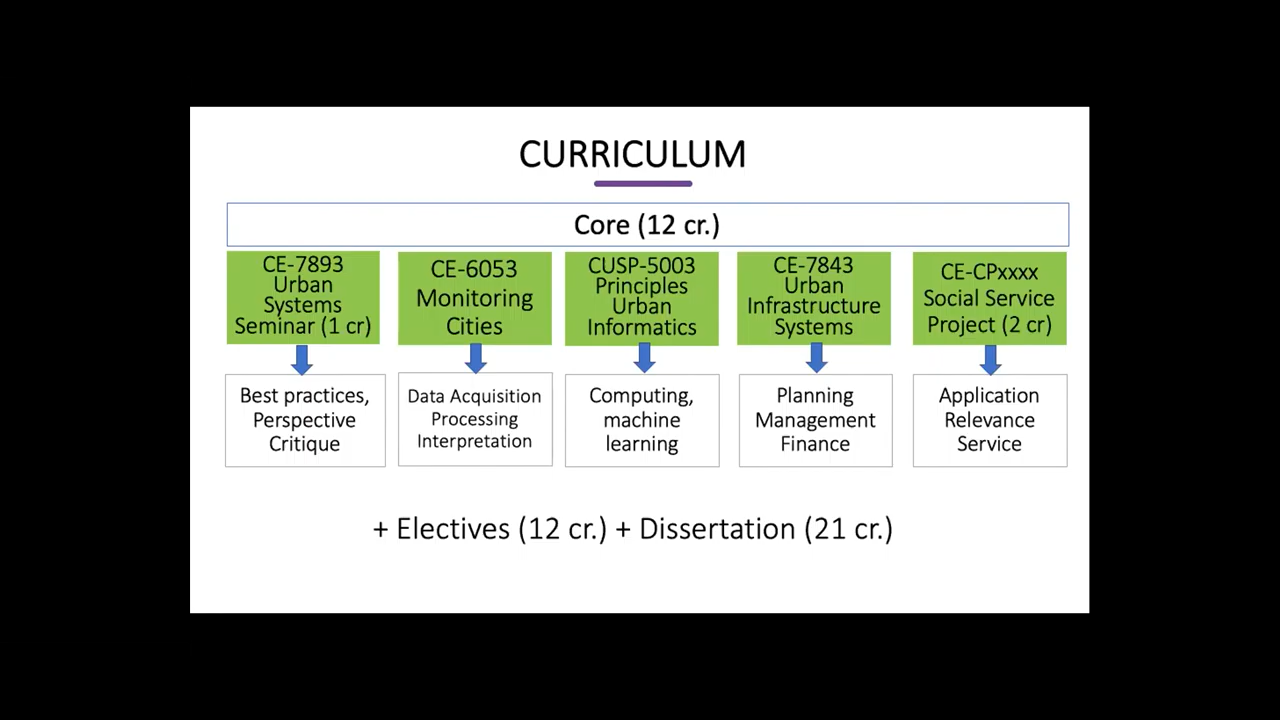 CURRICULUM
Core (12 cr.)
CE-7893
Urban
Systems
Seminar (1 cr)
CE-6053
Monitoring
Cities
CUSP-5003
Principles
Urban
Informatics
CE-7843
Urban
Infrastructure
Systems
CE-CPxxxx
Social Service
Project (2 cr)
Best practices,
Perspective
Critique
Data Acquisition
Processing
Interpretation
Computing,
machine
learning
Planning
Management
Finance
Application
Relevance
Service
+ Electives (12 cr.) + Dissertation (21 cr.)